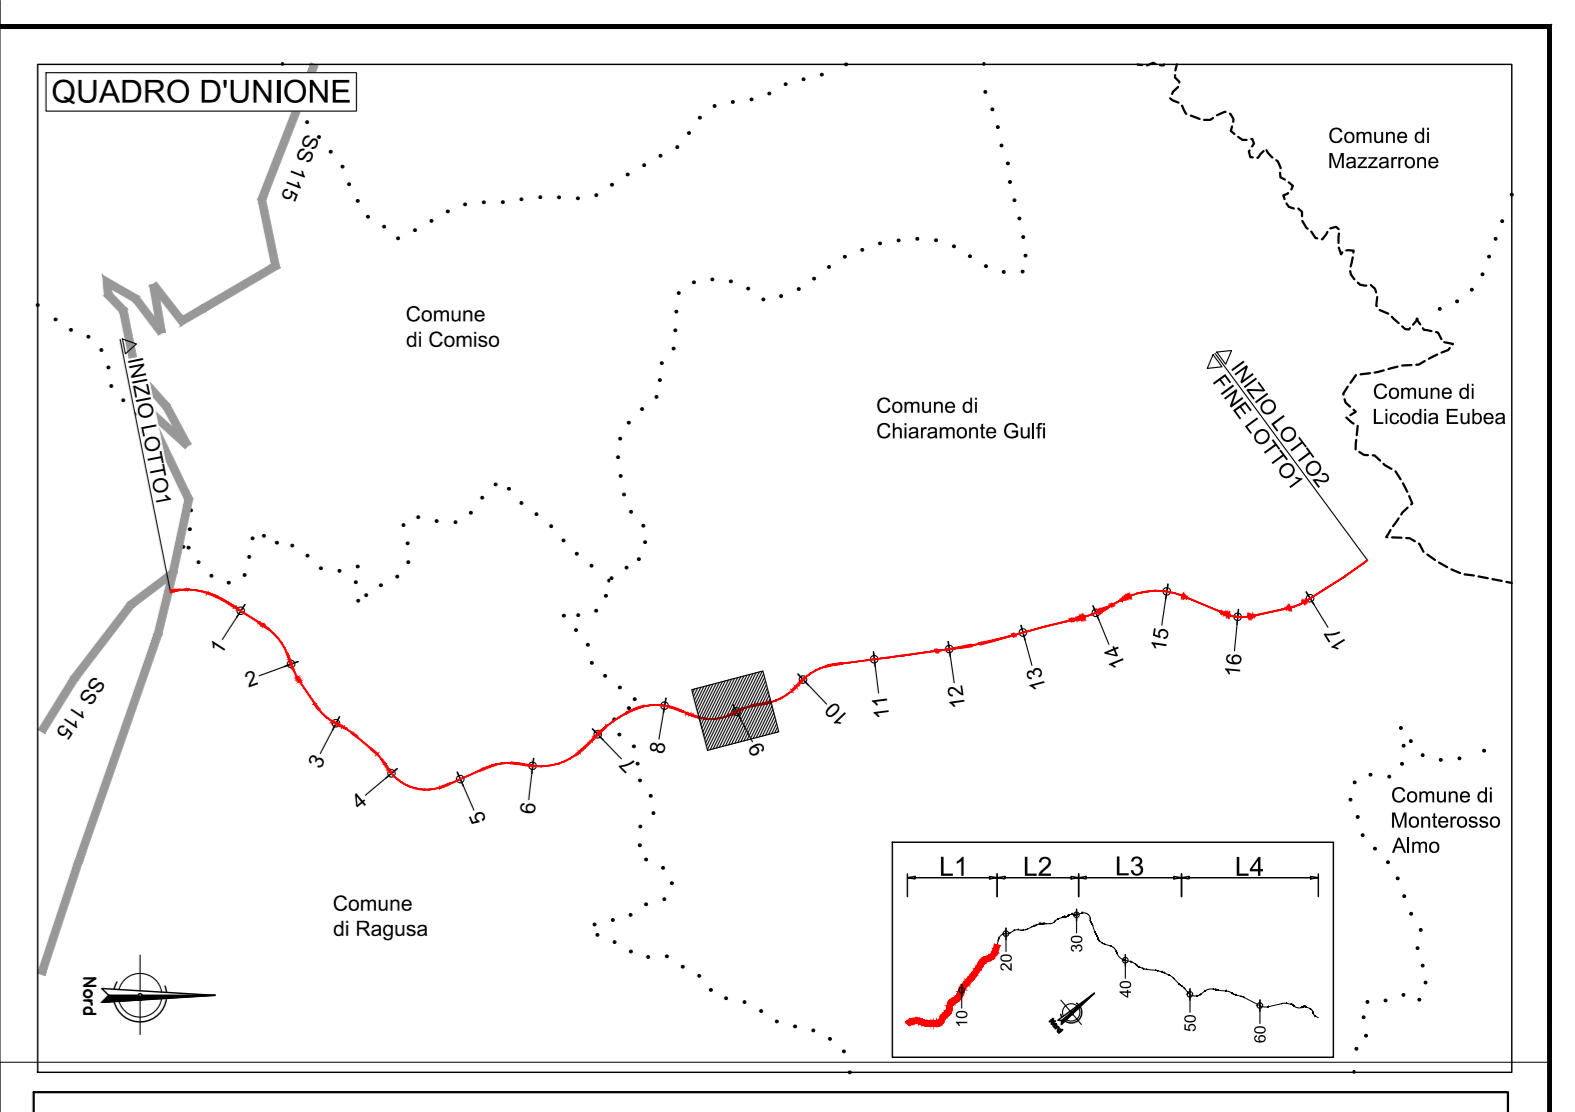 QUADRO D'UNIONE
SS 115
Comune di
Mazzarrone
Comune
di Comiso
INIZIO LOTTO1
Comune di
Chiaramonte Gulfi
INIZIO LOTTO2
FINE LOTTO1
Comune di
Licodia Eubea
1
2
3
4
5
6
7
8
9
10
11
12
13
14
15
16
17
SS 115
Comune di
Monterosso
Almo
Comune
di Ragusa
Nord
L1 L2 L3 L4
10
20
30
40
50
60
Nord